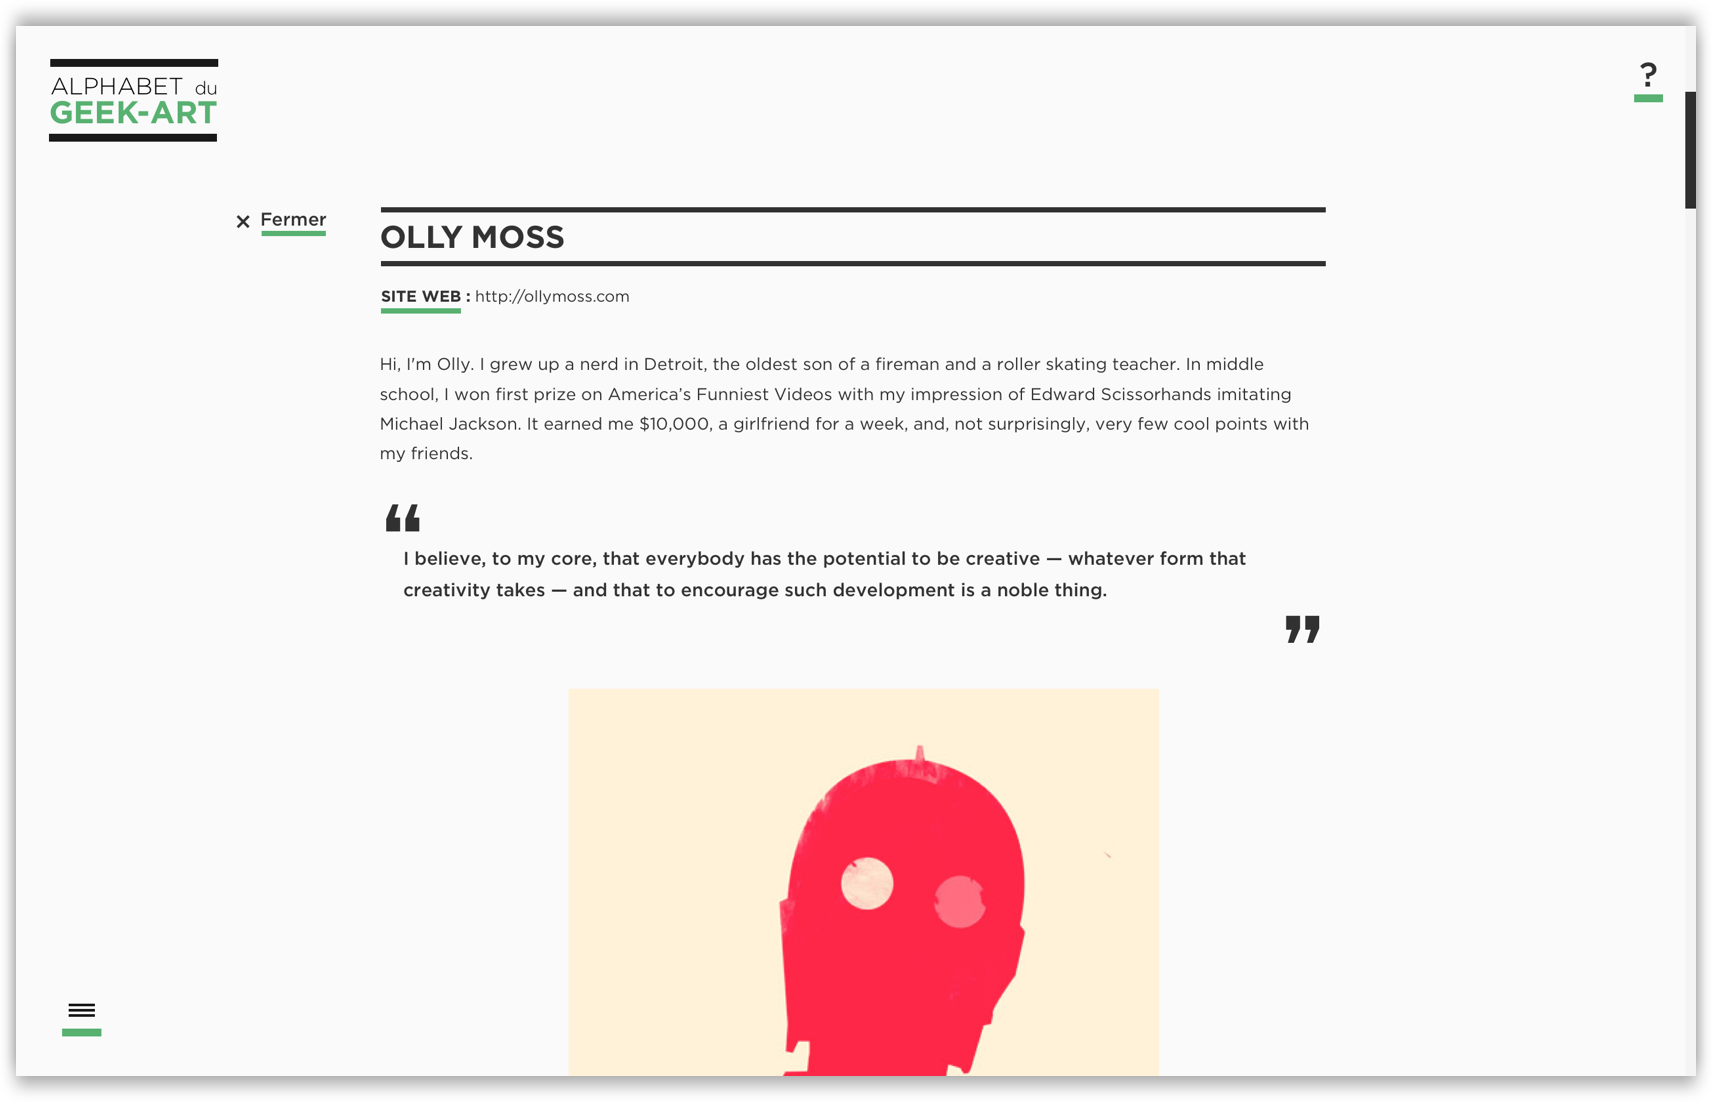 ALPHABET du
GEEK-ART
?
× Fermer
OLLY MOSS
SITE WEB : http://ollymoss.com
Hi, I'm Olly. I grew up a nerd in Detroit, the oldest son of a fireman and a roller skating teacher. In middle
school, I won first prize on America’s Funniest Videos with my impression of Edward Scissorhands imitating
Michael Jackson. It earned me $10,000, a girlfriend for a week, and, not surprisingly, very few cool points with
my friends.
“
I believe, to my core, that everybody has the potential to be creative — whatever form that
creativity takes — and that to encourage such development is a noble thing.
”